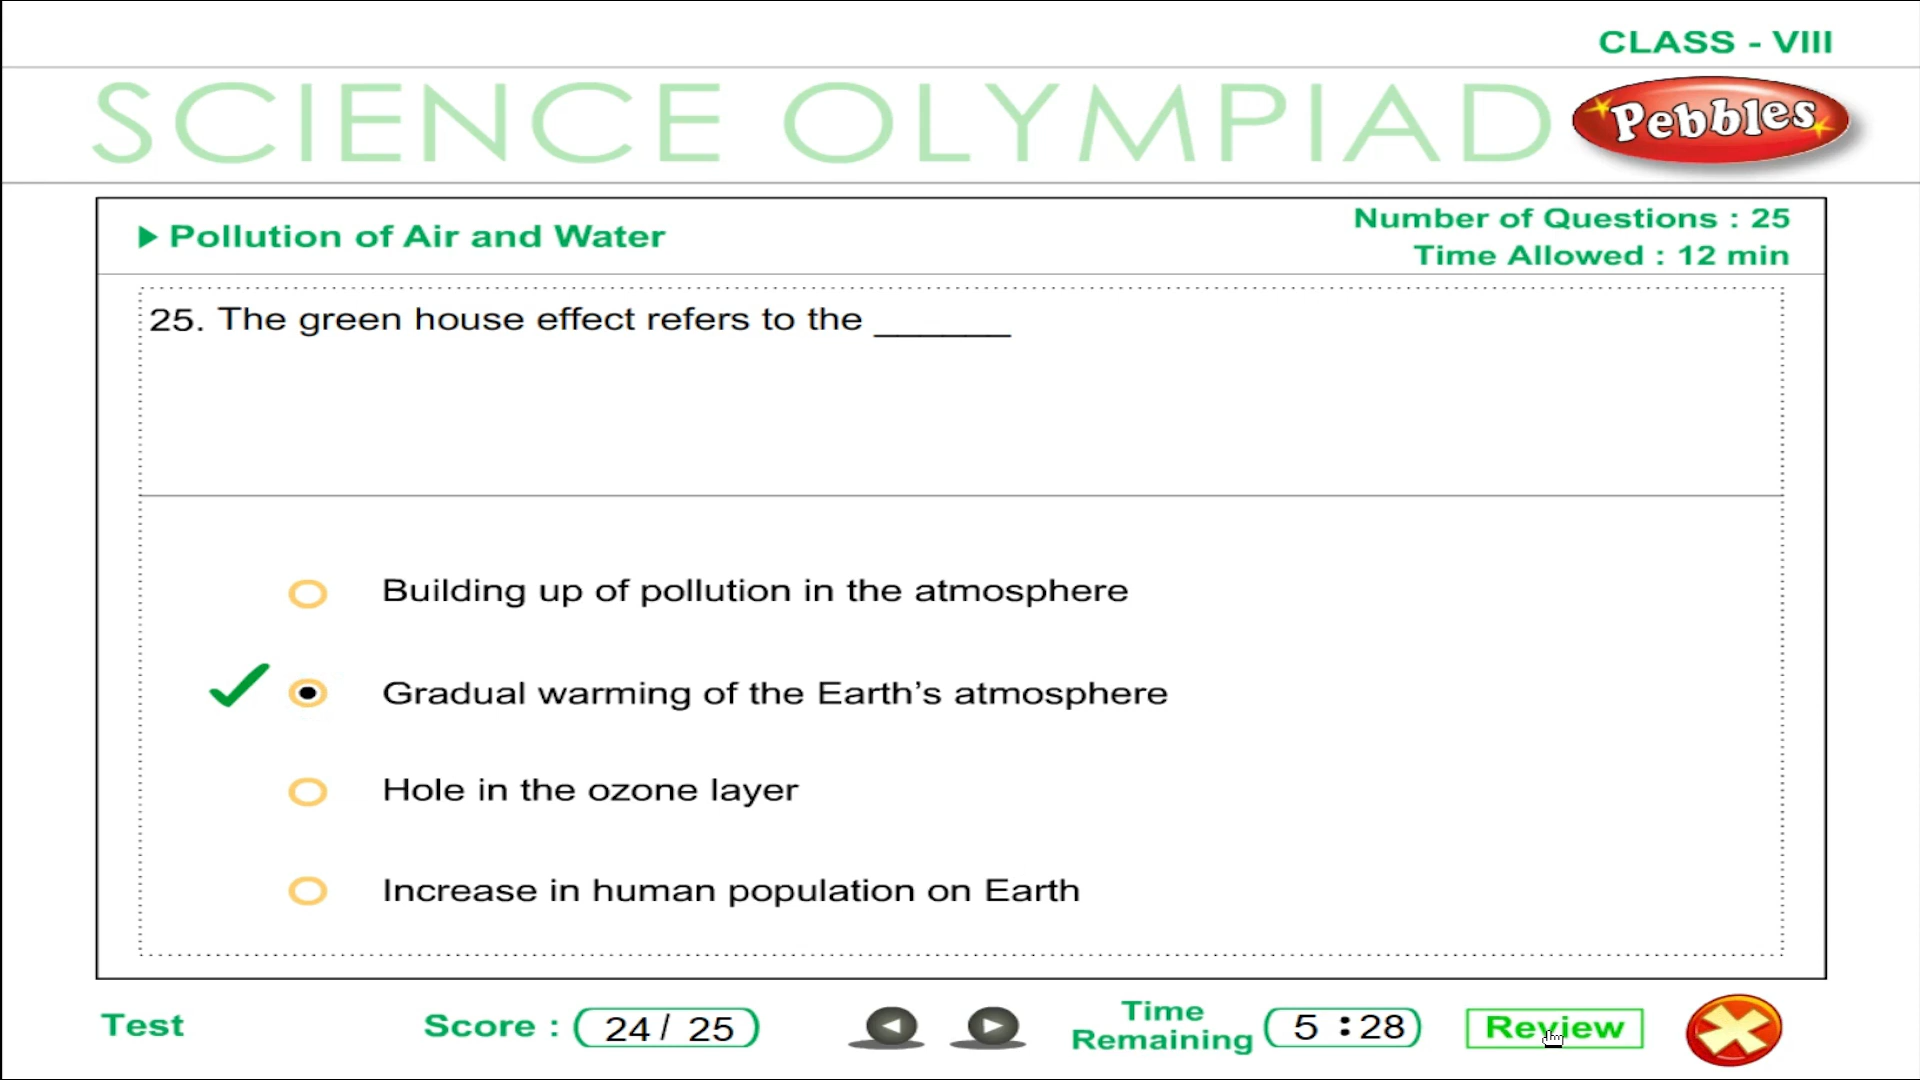 CLASS - VIII
SCIENCE OLYMPIAD
Pebbles
Pollution of Air and Water
Number of Questions : 25
Time Allowed : 12 min
25. The green house effect refers to the ______
Building up of pollution in the atmosphere
Gradual warming of the Earth’s atmosphere
Hole in the ozone layer
Increase in human population on Earth
Test
Score : 24 / 25
Time
Remaining
5 : 28
Review